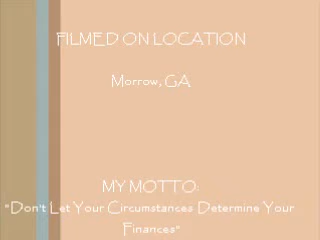 FILMED ON LOCATION
Morrow, GA
MY MOTTO:
"Don't Let Your Circumstances Determine Your
Finances"